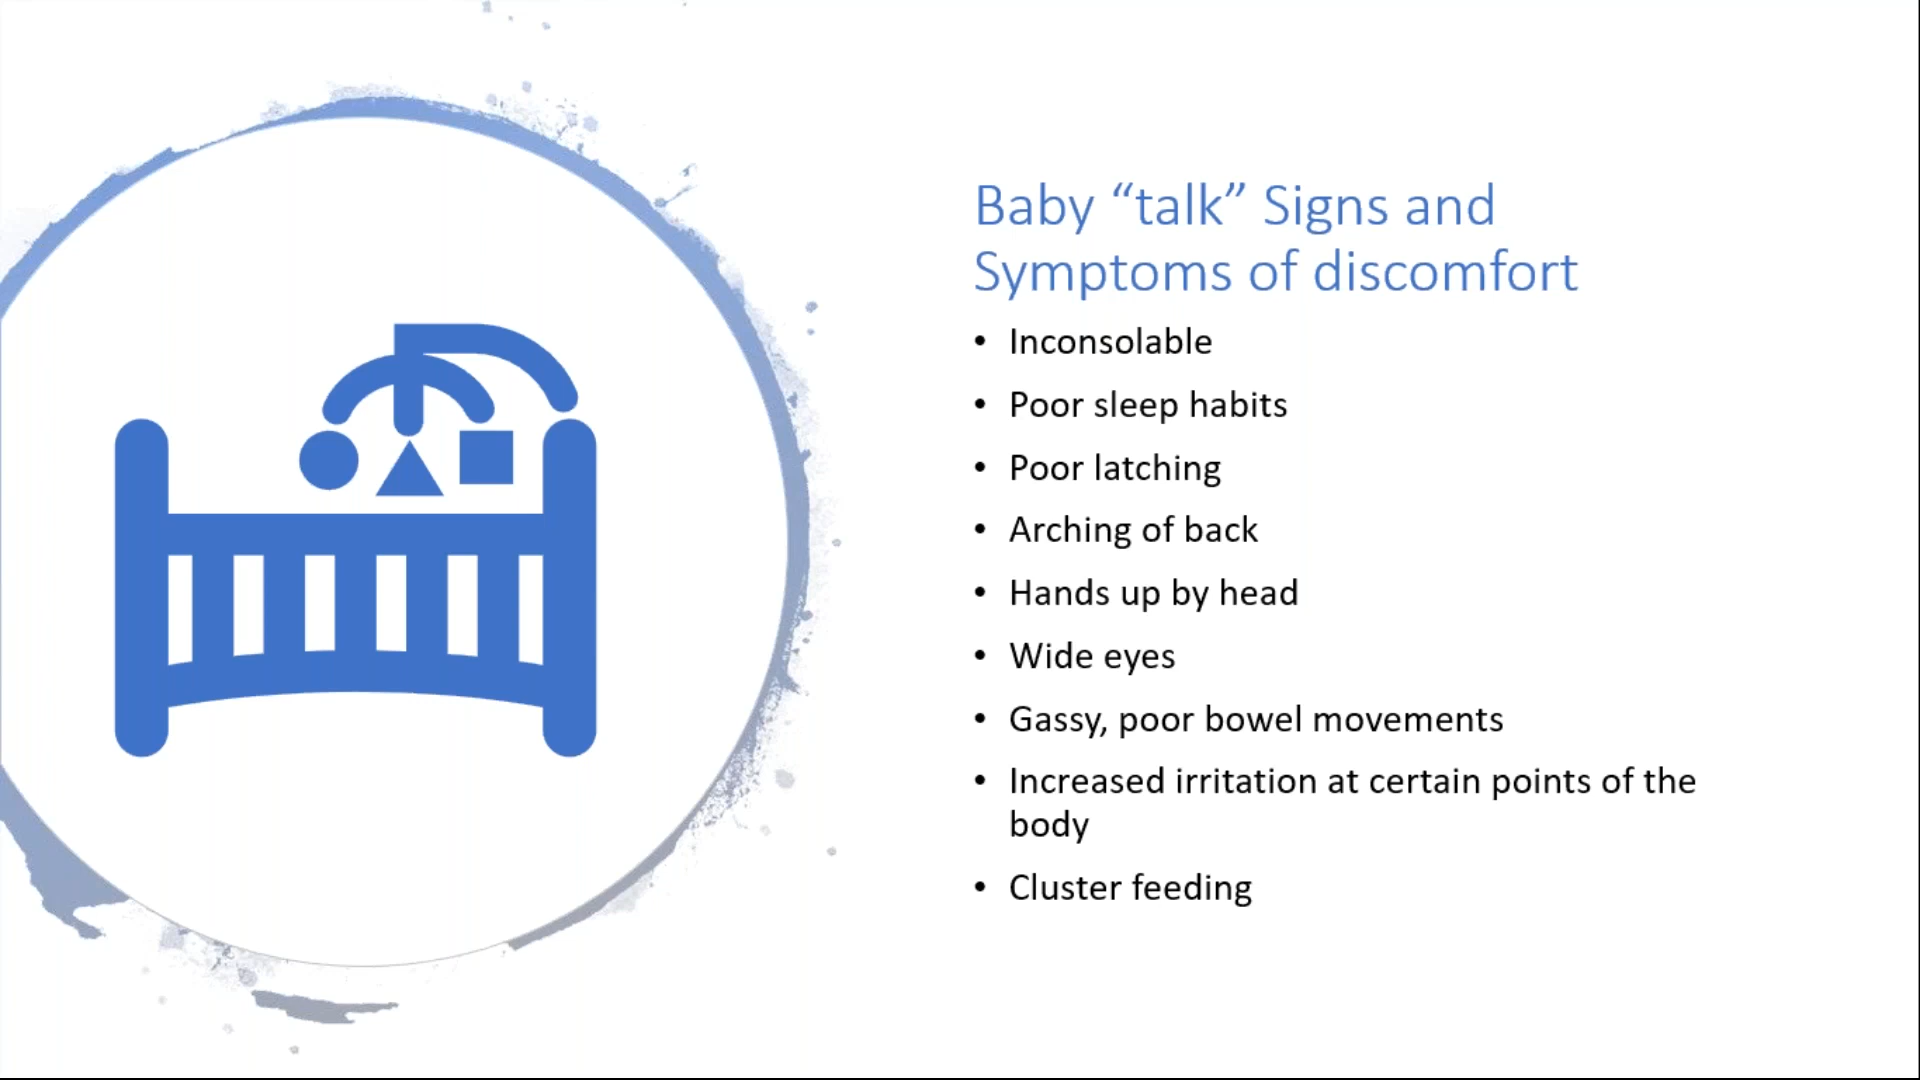 Baby “talk” Signs and
Symptoms of discomfort
• Inconsolable
• Poor sleep habits
• Poor latching
• Arching of back
• Hands up by head
• Wide eyes
• Gassy, poor bowel movements
• Increased irritation at certain points of the
body
• Cluster feeding